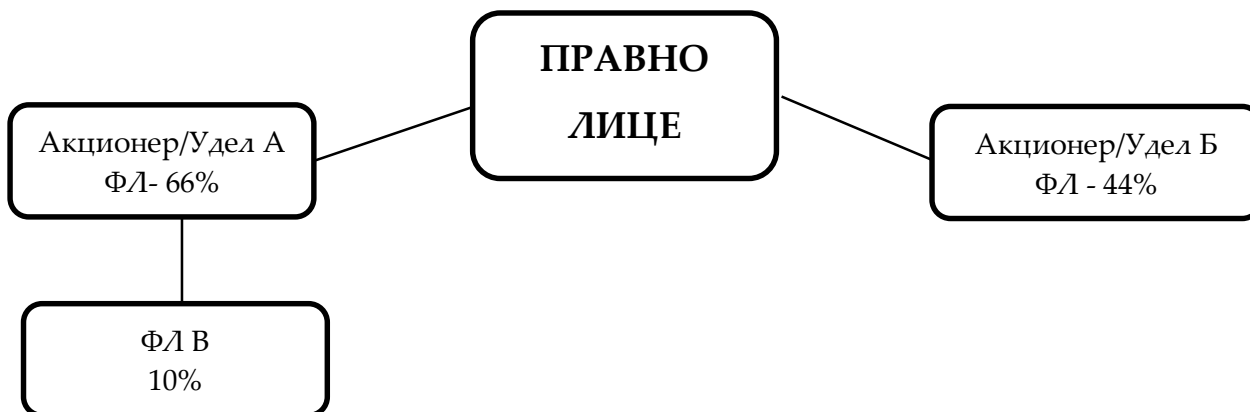 ПРАВНО
ЛИЦЕ
Акционер/Удел А
ФЛ- 66%
Акционер/Удел Б
ФЛ - 44%
ФЛ В
10%